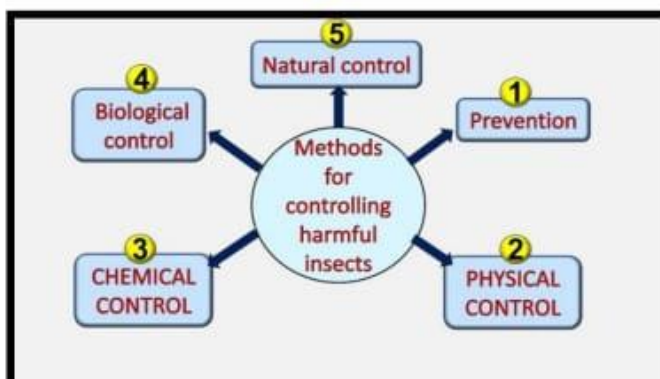 5
Natural control
4
Biological
control
1
Prevention
Methods
for
controlling
harmful
insects
3
CHEMICAL
CONTROL
2
PHYSICAL
CONTROL